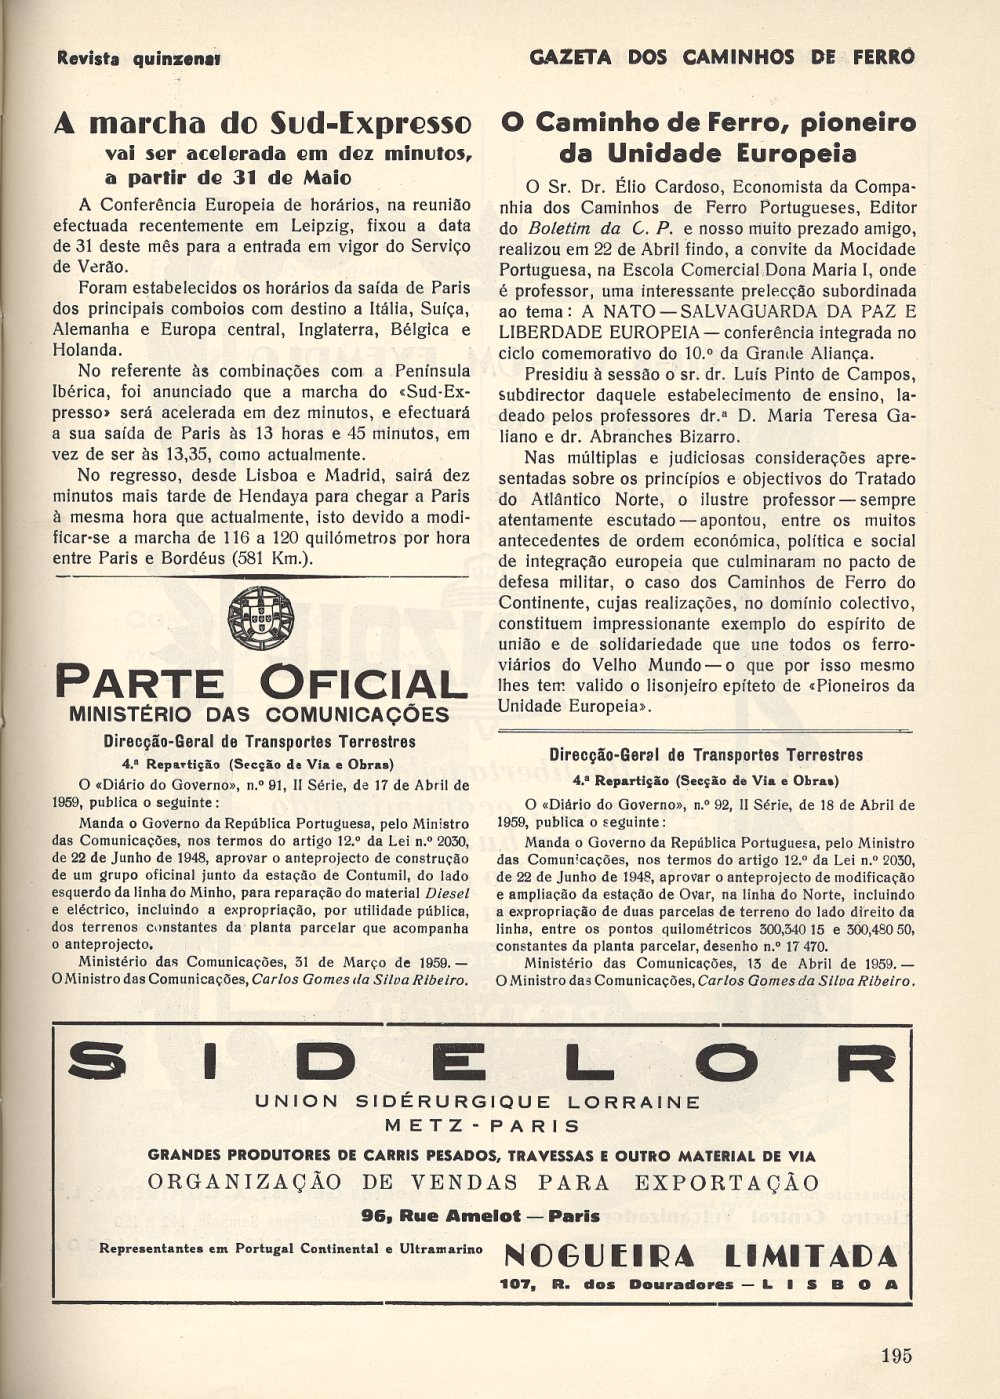 Revista quinzenal
GAZETA DOS CAMINHOS DE FERRO
A marcha do Sud-Expresso
vai ser acelerada em dez minutos,
a partir de 31 de Maio
A Conferência Europeia de horários, na reunião
efectuada recentemente em Leipzig, fixou a data
de 31 deste mês para a entrada em vigor do Serviço
de Verão.
Foram estabelecidos os horários da saída de Paris
dos principais comboios com destino a Itália, Suíça,
Alemanha e Europa central, Inglaterra, Bélgica e
Holanda.
No referente às combinações com a Península
Ibérica, foi anunciado que a marcha do «Sud-Ex-
presso» será acelerada em dez minutos, e efectuará
a sua saída de Paris às 13 horas e 45 minutos, em
vez de ser às 13,35, como actualmente.
No regresso, desde Lisboa e Madrid, sairá dez
minutos mais tarde de Hendaya para chegar a Paris
à mesma hora que actualmente, isto devido a modi-
ficar-se a marcha de 116 a 120 quilómetros por hora
entre Paris e Bordéus (581 Km.).
PARTE OFICIAL
MINISTÉRIO DAS COMUNICAÇÕES
Direcção-Geral de Transportes Terrestres
4.ª Repartição (Secção de Via e Obras)
O «Diário do Governo», n.º 91, II Série, de 17 de Abril de
1959, publica o seguinte:
Manda o Governo da República Portuguesa, pelo Ministro
das Comunicações, nos termos do artigo 12.º da Lei n.º 2030,
de 22 de Junho de 1948, aprovar o anteprojecto de construção
de um grupo oficinal junto da estação de Contumil, do lado
esquerdo da linha do Minho, para reparação do material Diesel
e eléctrico, incluindo a expropriação, por utilidade pública,
dos terrenos constantes da planta parcelar que acompanha
o anteprojecto.
Ministério das Comunicações, 31 de Março de 1959. —
O Ministro das Comunicações, Carlos Gomes da Silva Ribeiro.
O Caminho de Ferro, pioneiro
da Unidade Europeia
O Sr. Dr. Élio Cardoso, Economista da Compa-
nhia dos Caminhos de Ferro Portugueses, Editor
do Boletim da C. P. e nosso muito prezado amigo,
realizou em 22 de Abril findo, a convite da Mocidade
Portuguesa, na Escola Comercial Dona Maria I, onde
é professor, uma interessante prelecção subordinada
ao tema: A NATO — SALVAGUARDA DA PAZ E
LIBERDADE EUROPEIA — conferência integrada no
ciclo comemorativo do 10.º da Grande Aliança.
Presidiu à sessão o sr. dr. Luís Pinto de Campos,
subdirector daquele estabelecimento de ensino, la-
deado pelos professores dr.ª D. Maria Teresa Ga-
liano e dr. Abranches Bizarro.
Nas múltiplas e judiciosas considerações apre-
sentadas sobre os princípios e objectivos do Tratado
do Atlântico Norte, o ilustre professor — sempre
atentamente escutado — apontou, entre os muitos
antecedentes de ordem económica, política e social
de integração europeia que culminaram no pacto de
defesa militar, o caso dos Caminhos de Ferro do
Continente, cujas realizações, no domínio colectivo,
constituem impressionante exemplo do espírito de
união e de solidariedade que une todos os ferro-
viários do Velho Mundo — o que por isso mesmo
lhes tem valido o lisonjeiro epíteto de «Pioneiros da
Unidade Europeia».
Direcção-Geral de Transportes Terrestres
4.ª Repartição (Secção de Via e Obras)
O «Diário do Governo», n.º 92, II Série, de 18 de Abril de
1959, publica o seguinte:
Manda o Governo da República Portuguesa, pelo Ministro
das Comunicações, nos termos do artigo 12.º da Lei n.º 2030,
de 22 de Junho de 1948, aprovar o anteprojecto de modificação
e ampliação da estação de Ovar, na linha do Norte, incluindo
a expropriação de duas parcelas de terreno do lado direito da
linha, entre os pontos quilométricos 300,340 15 e 300,480 50,
constantes da planta parcelar, desenho n.º 17 470.
Ministério das Comunicações, 13 de Abril de 1959. —
O Ministro das Comunicações, Carlos Gomes da Silva Ribeiro.
SIDELOR
UNION SIDÉRURGIQUE LORRAINE
METZ - PARIS
GRANDES PRODUTORES DE CARRIS PESADOS, TRAVESSAS E OUTRO MATERIAL DE VIA
ORGANIZAÇÃO DE VENDAS PARA EXPORTAÇÃO
96, Rue Amelot — Paris
Representantes em Portugal Continental e Ultramarino
NOGUEIRA LIMITADA
107, R. dos Douradores — LISBOA
195